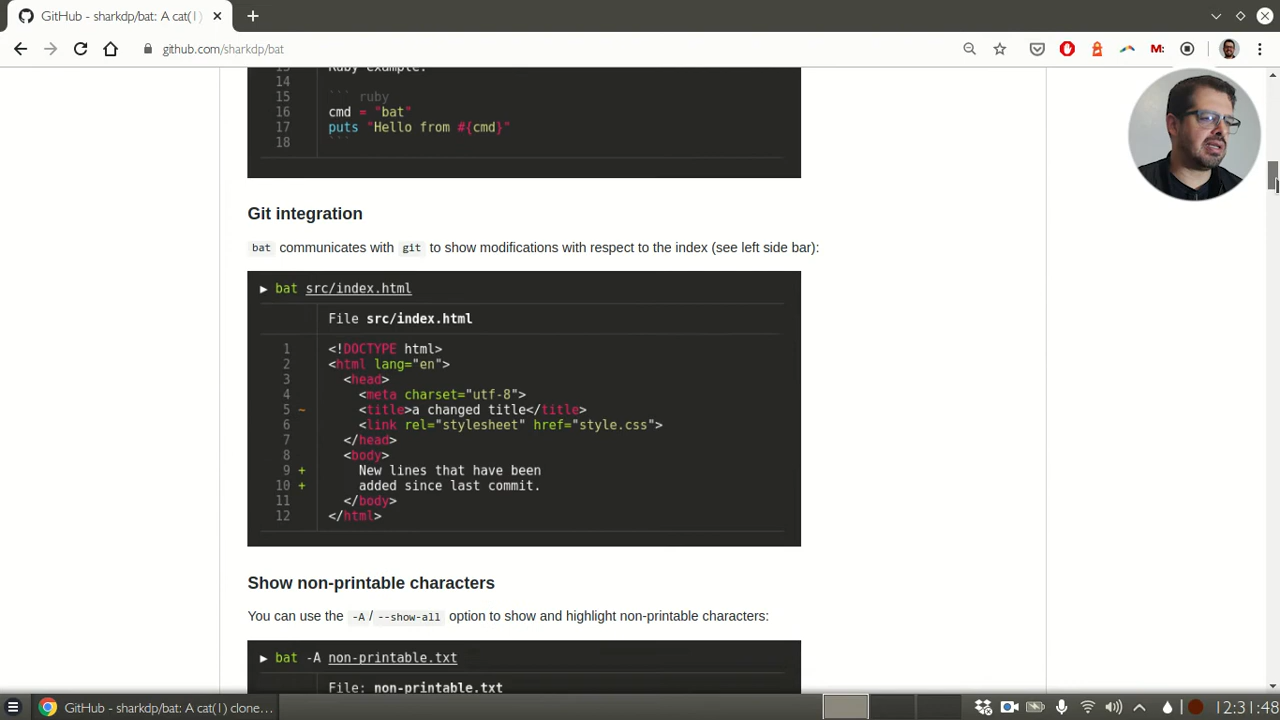 GitHub - sharkdp/bat: A cat(1)
github.com/sharkdp/bat
M:
13 Ruby example:
14
15 ``` ruby
16 cmd = "bat"
17 puts "Hello from #{cmd}"
18 ```
Git integration
bat communicates with git to show modifications with respect to the index (see left side bar):
▶ bat src/index.html
File src/index.html
1 <!DOCTYPE html>
2 <html lang="en">
3 <head>
4 <meta charset="utf-8">
5 ~ <title>a changed title</title>
6 <link rel="stylesheet" href="style.css">
7 </head>
8 <body>
9 + New lines that have been
10 + added since last commit.
11 </body>
12 </html>
Show non-printable characters
You can use the -A / --show-all option to show and highlight non-printable characters:
▶ bat -A non-printable.txt
File: non-printable.txt
GitHub - sharkdp/bat: A cat(1) clone...
12:31:48